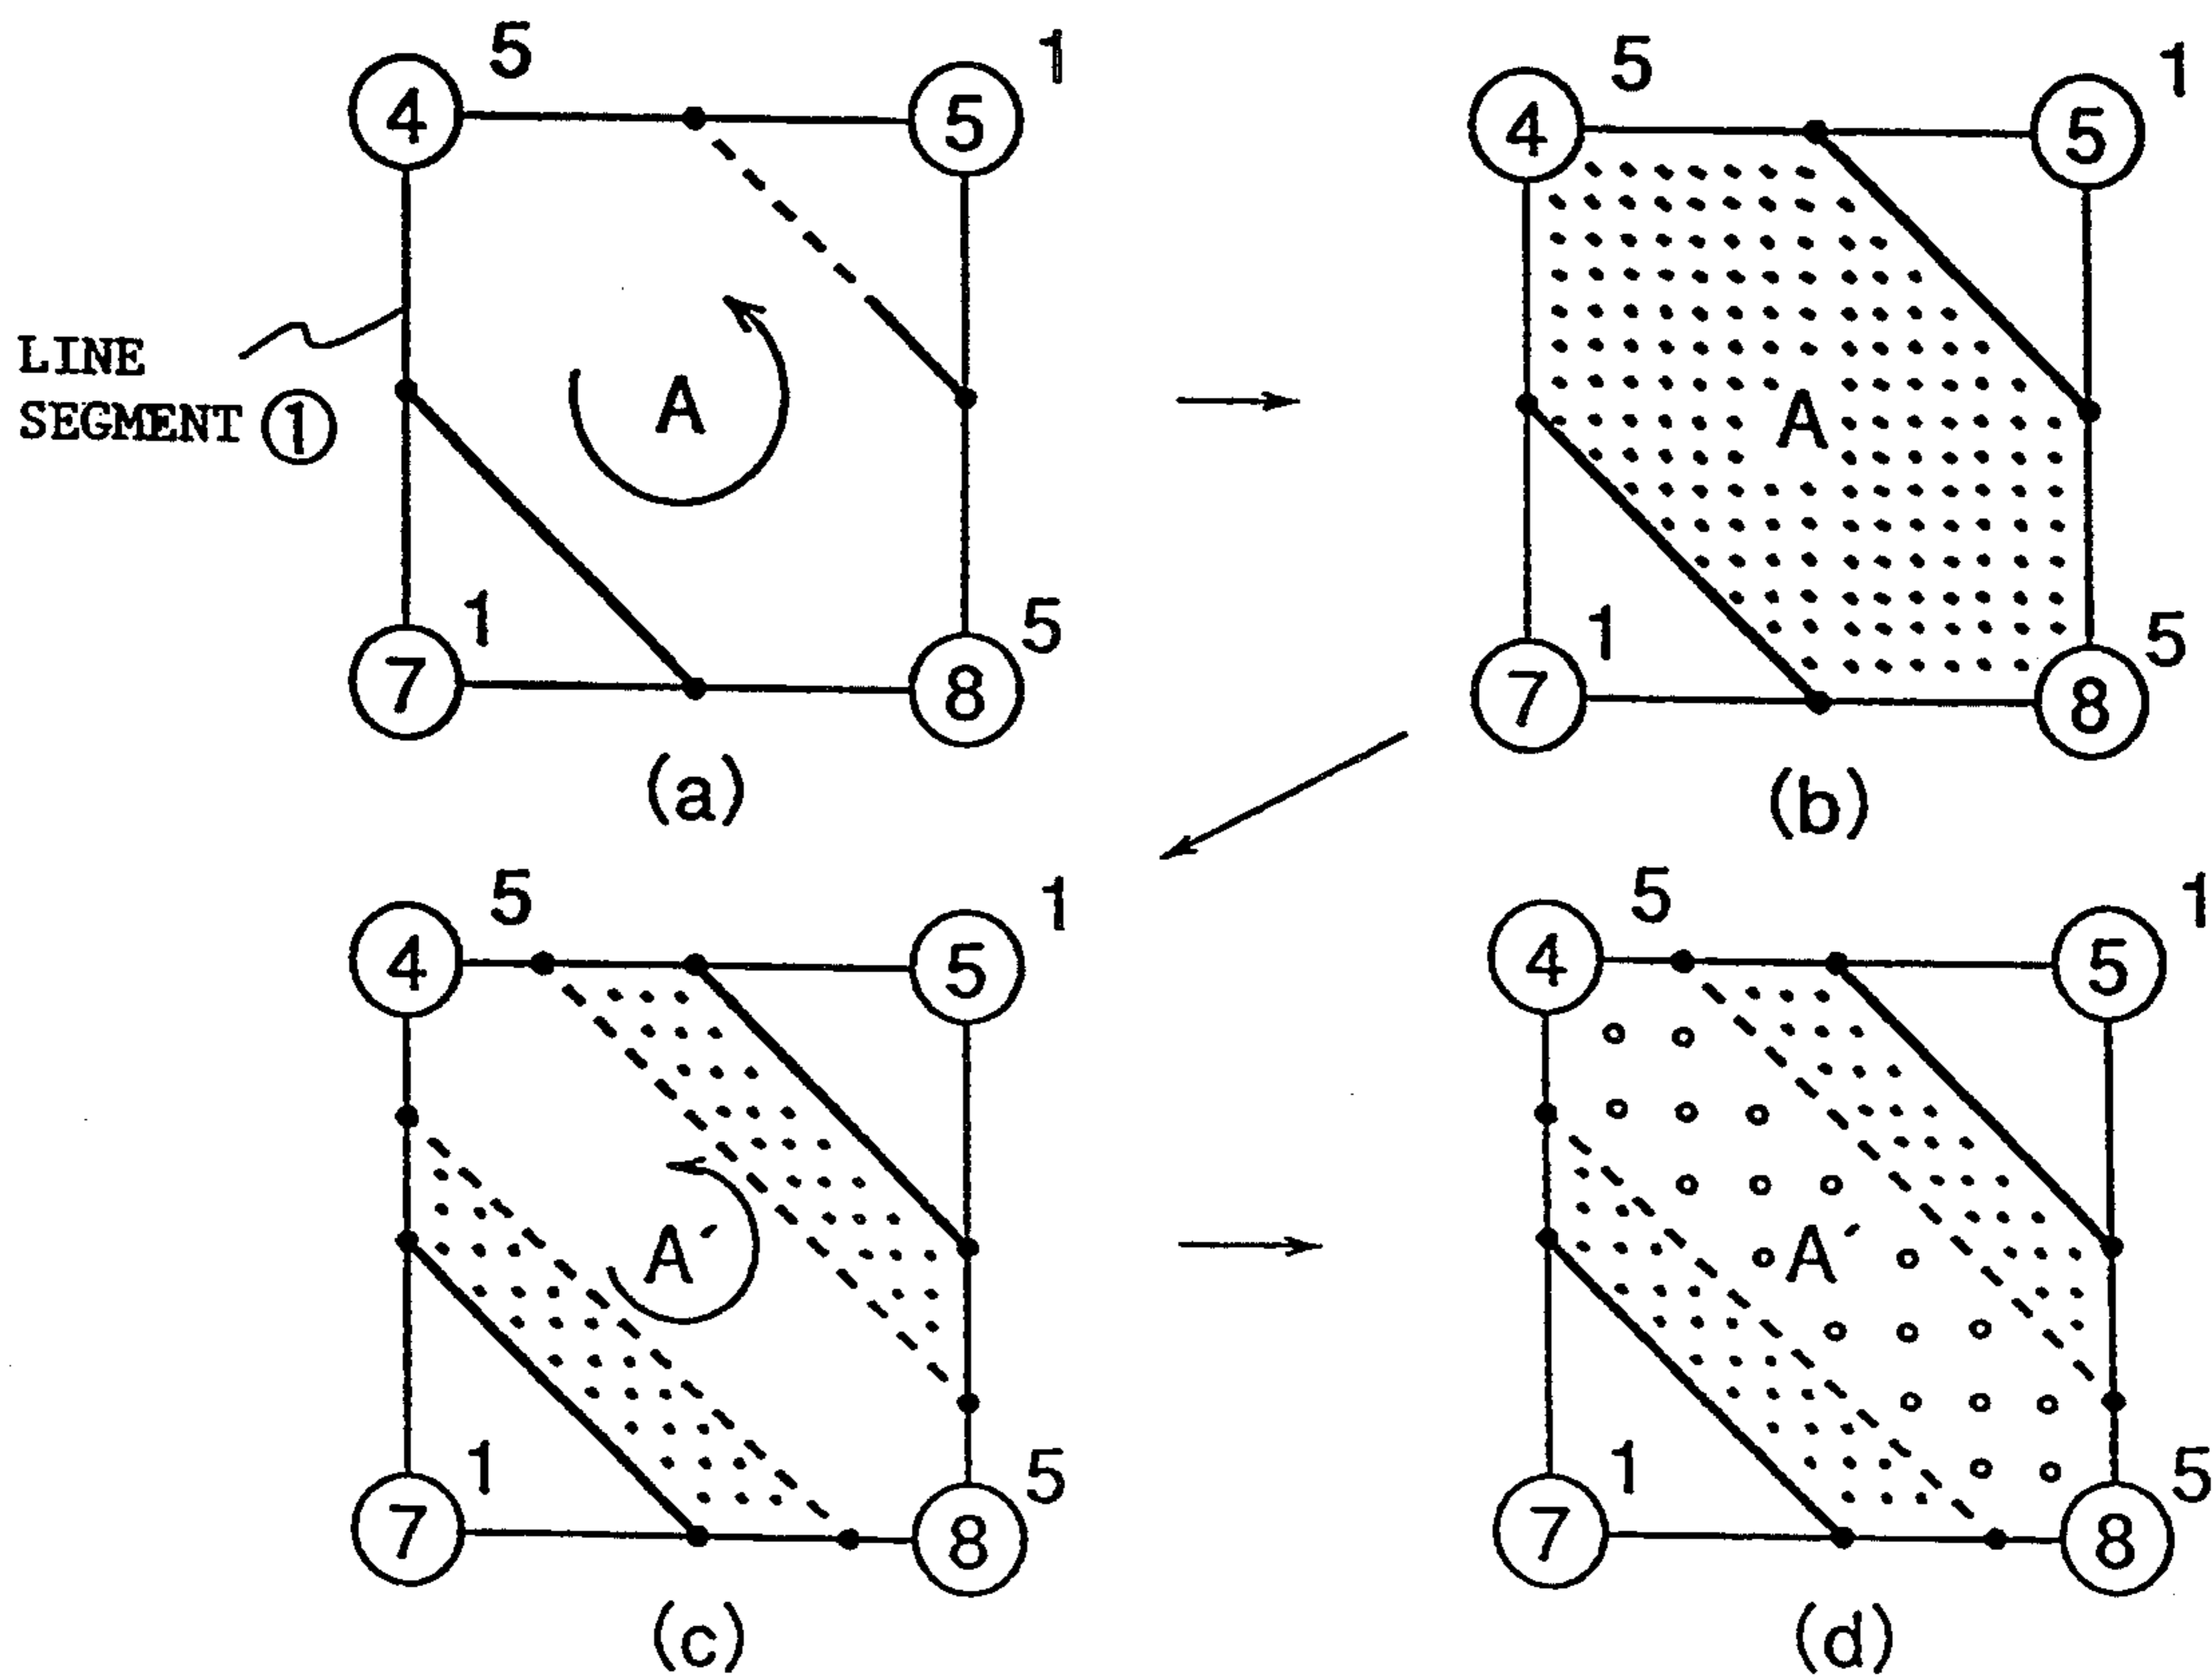 5 1
④ ⑤
A
LINE
SEGMENT ①
1 5
⑦ ⑧
(a)
5 1
④ ⑤
A
1 5
⑦ ⑧
(b)
5 1
④ ⑤
A´
1 5
⑦ ⑧
(c)
5 1
④ ⑤
A´
1 5
⑦ ⑧
(d)